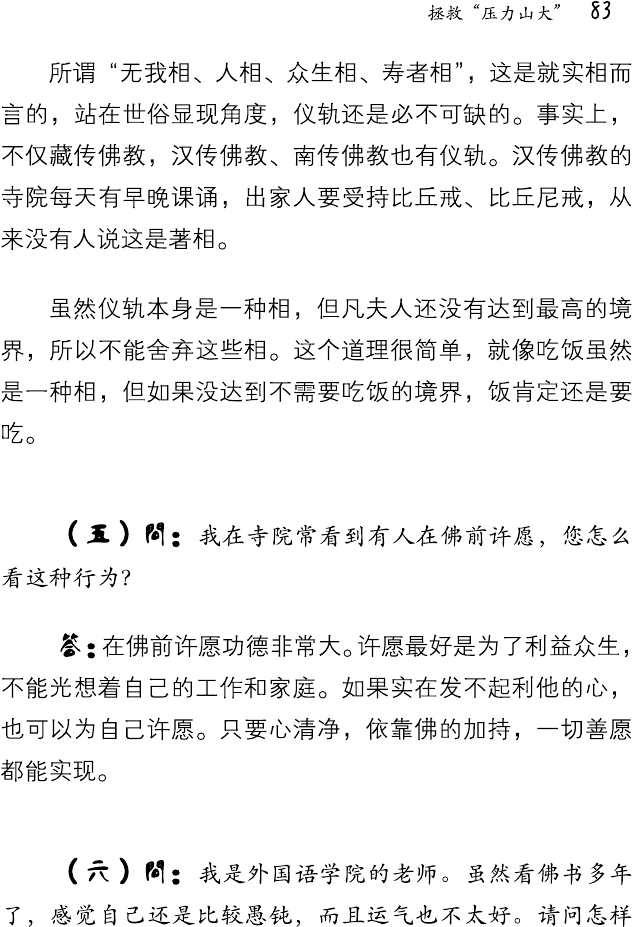 拯救“压力山大” 83
所谓“无我相、人相、众生相、寿者相”，这是就实相而
言的，站在世俗显现角度，仪轨还是必不可缺的。事实上，
不仅藏传佛教，汉传佛教、南传佛教也有仪轨。汉传佛教的
寺院每天有早晚课诵，出家人要受持比丘戒、比丘尼戒，从
来没有人说这是著相。
虽然仪轨本身是一种相，但凡夫人还没有达到最高的境
界，所以不能舍弃这些相。这个道理很简单，就像吃饭虽然
是一种相，但如果没达到不需要吃饭的境界，饭肯定还是要
吃。
（五）問：我在寺院常看到有人在佛前许愿，您怎么
看这种行为？
答：在佛前许愿功德非常大。许愿最好是为了利益众生，
不能光想着自己的工作和家庭。如果实在发不起利他的心，
也可以为自己许愿。只要心清净，依靠佛的加持，一切善愿
都能实现。
（六）問：我是外国语学院的老师。虽然看佛书多年
了，感觉自己还是比较愚钝，而且运气也不太好。请问怎样